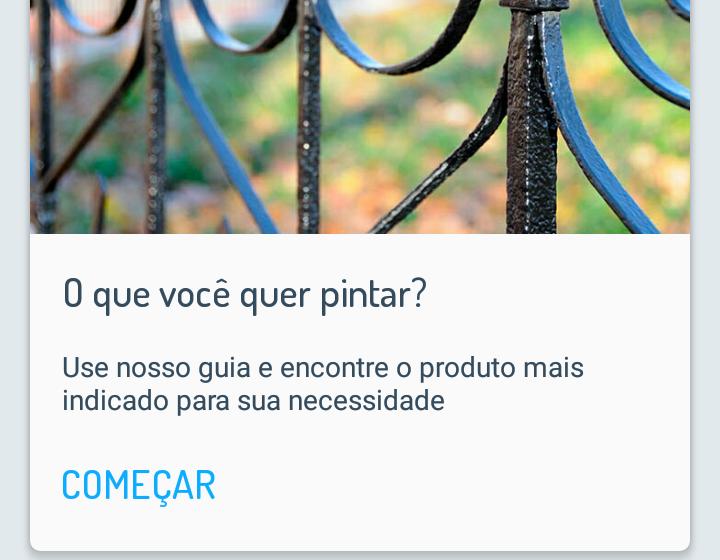 O que você quer pintar?
Use nosso guia e encontre o produto mais
indicado para sua necessidade
COMEÇAR